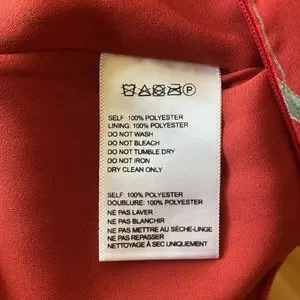 P
SELF: 100% POLYESTER
LINING: 100% POLYESTER
DO NOT WASH
DO NOT BLEACH
DO NOT TUMBLE DRY
DO NOT IRON
DRY CLEAN ONLY
SELF: 100% POLYESTER
DOUBLURE: 100% POLYESTER
NE PAS LAVER
NE PAS BLANCHIR
NE PAS METTRE AU SÈCHE-LINGE
NE PAS REPASSER
NETTOYAGE À SEC UNIQUEMENT